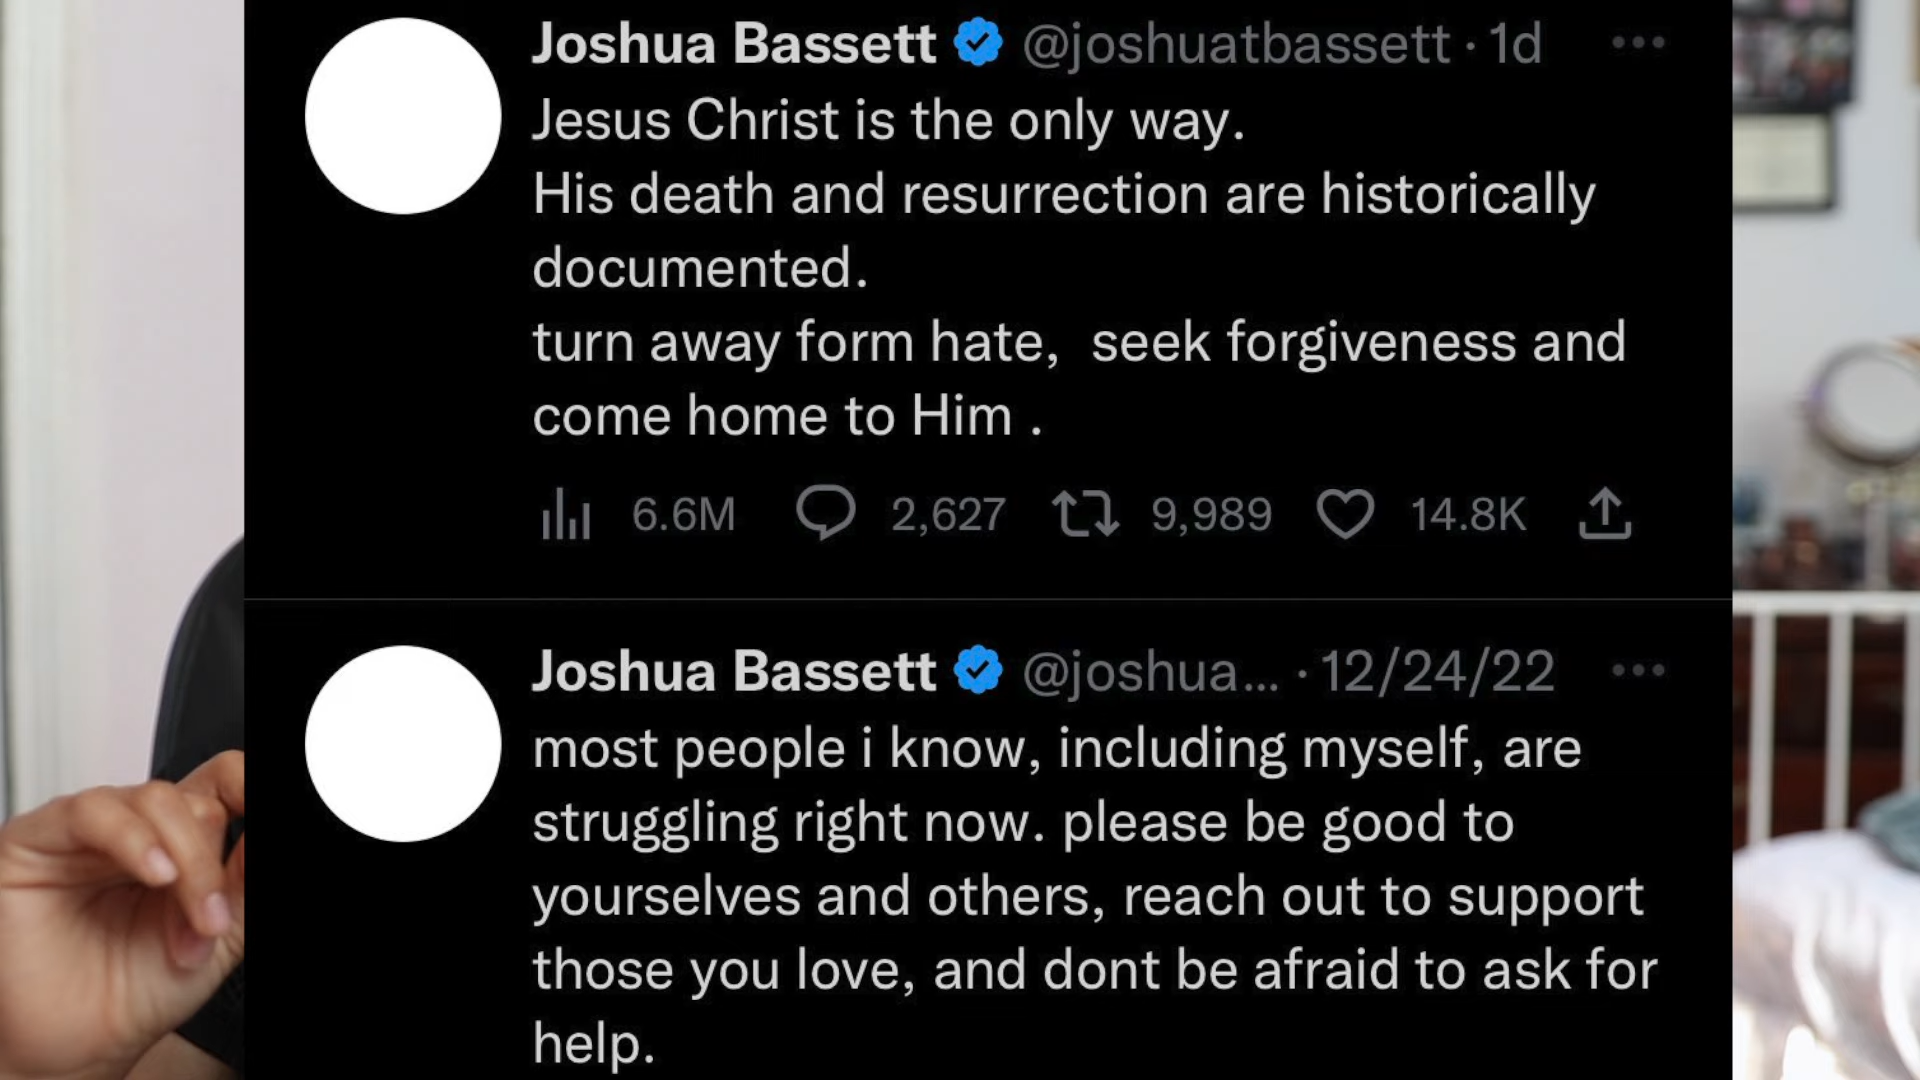 Joshua Bassett @joshuatbassett · 1d
Jesus Christ is the only way.
His death and resurrection are historically
documented.
turn away form hate,  seek forgiveness and
come home to Him .
6.6M 2,627 9,989 14.8K
Joshua Bassett @joshua... · 12/24/22
most people i know, including myself, are
struggling right now. please be good to
yourselves and others, reach out to support
those you love, and dont be afraid to ask for
help.